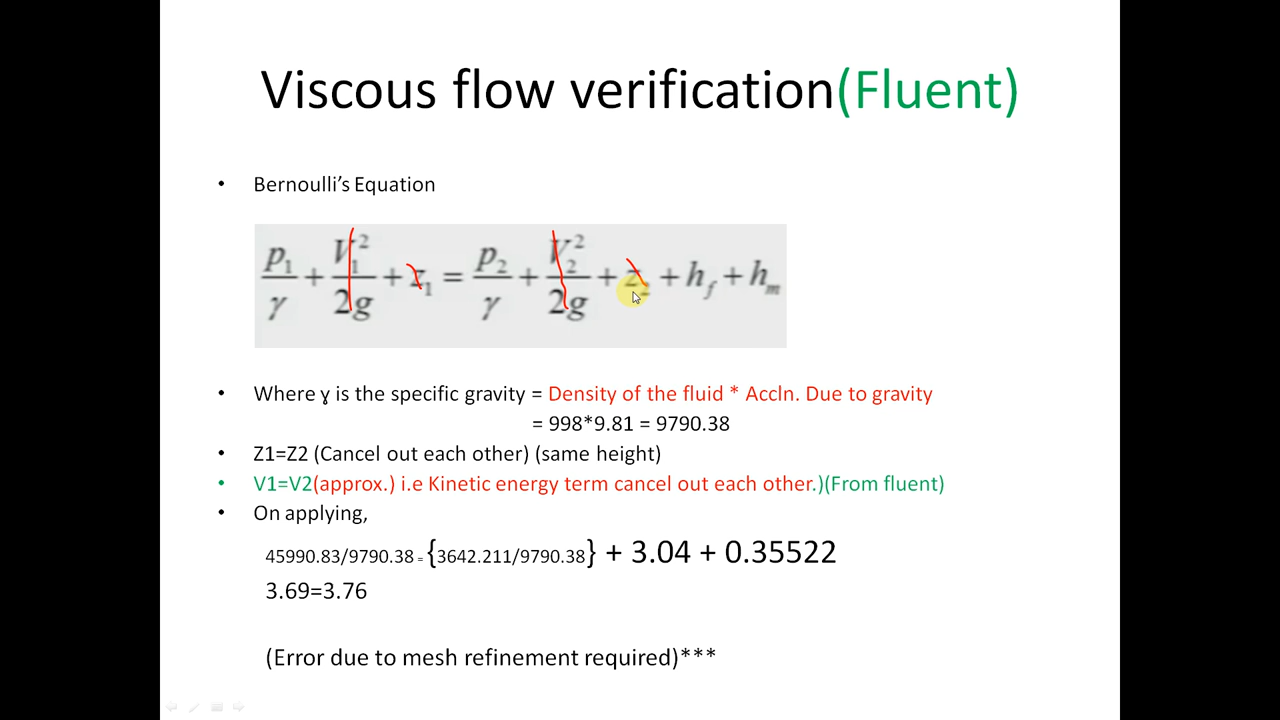 Viscous flow verification(Fluent)
• Bernoulli's Equation
p₁/γ + V₁²/2g + z₁ = p₂/γ + V₂²/2g + z₂ + h_f + h_m
• Where ɣ is the specific gravity = Density of the fluid * Accln. Due to gravity
= 998*9.81 = 9790.38
• Z1=Z2 (Cancel out each other) (same height)
• V1=V2(approx.) i.e Kinetic energy term cancel out each other.)(From fluent)
• On applying,
45990.83/9790.38 = {3642.211/9790.38} + 3.04 + 0.35522
3.69=3.76
(Error due to mesh refinement required)***